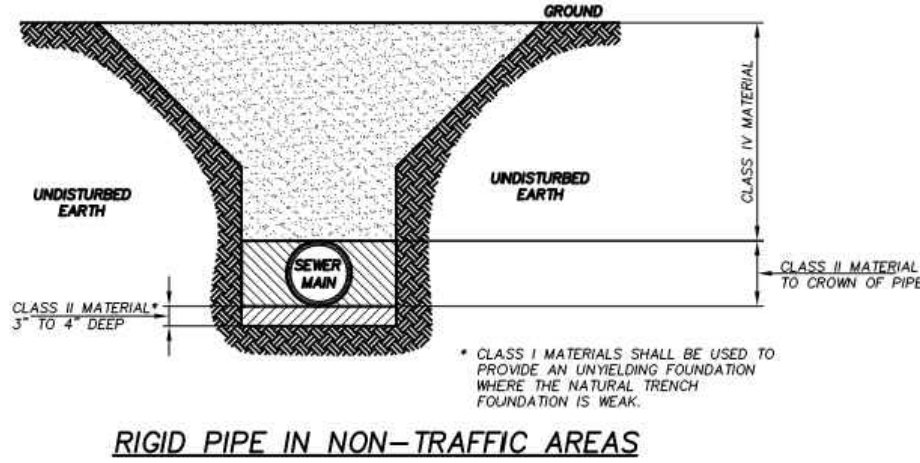 GROUND
CLASS IV MATERIAL
UNDISTURBED
EARTH
UNDISTURBED
EARTH
SEWER
MAIN
CLASS II MATERIAL
TO CROWN OF PIPE
CLASS II MATERIAL*
3" TO 4" DEEP
* CLASS I MATERIALS SHALL BE USED TO
PROVIDE AN UNYIELDING FOUNDATION
WHERE THE NATURAL TRENCH
FOUNDATION IS WEAK.
RIGID PIPE IN NON-TRAFFIC AREAS